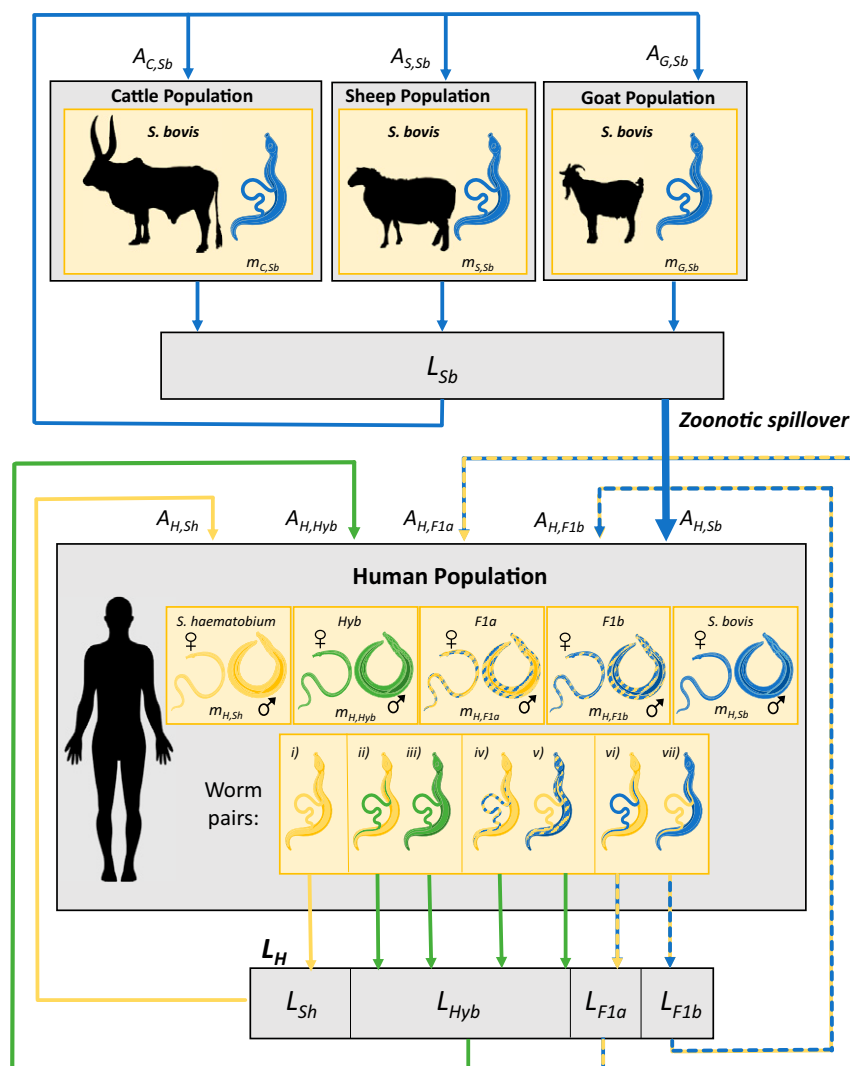 A_C,Sb A_S,Sb A_G,Sb
Cattle Population Sheep Population Goat Population
S. bovis S. bovis S. bovis
m_C,Sb m_S,Sb m_G,Sb
L_Sb
Zoonotic spillover
A_H,Sh A_H,Hyb A_H,F1a A_H,F1b A_H,Sb
Human Population
S. haematobium Hyb F1a F1b S. bovis
♀ ♀ ♀ ♀ ♀
♂ ♂ ♂ ♂ ♂
m_H,Sh m_H,Hyb m_H,F1a m_H,F1b m_H,Sb
i) ii) iii) iv) v) vi) vii)
Worm
pairs:
L_H
L_Sh L_Hyb L_F1a L_F1b